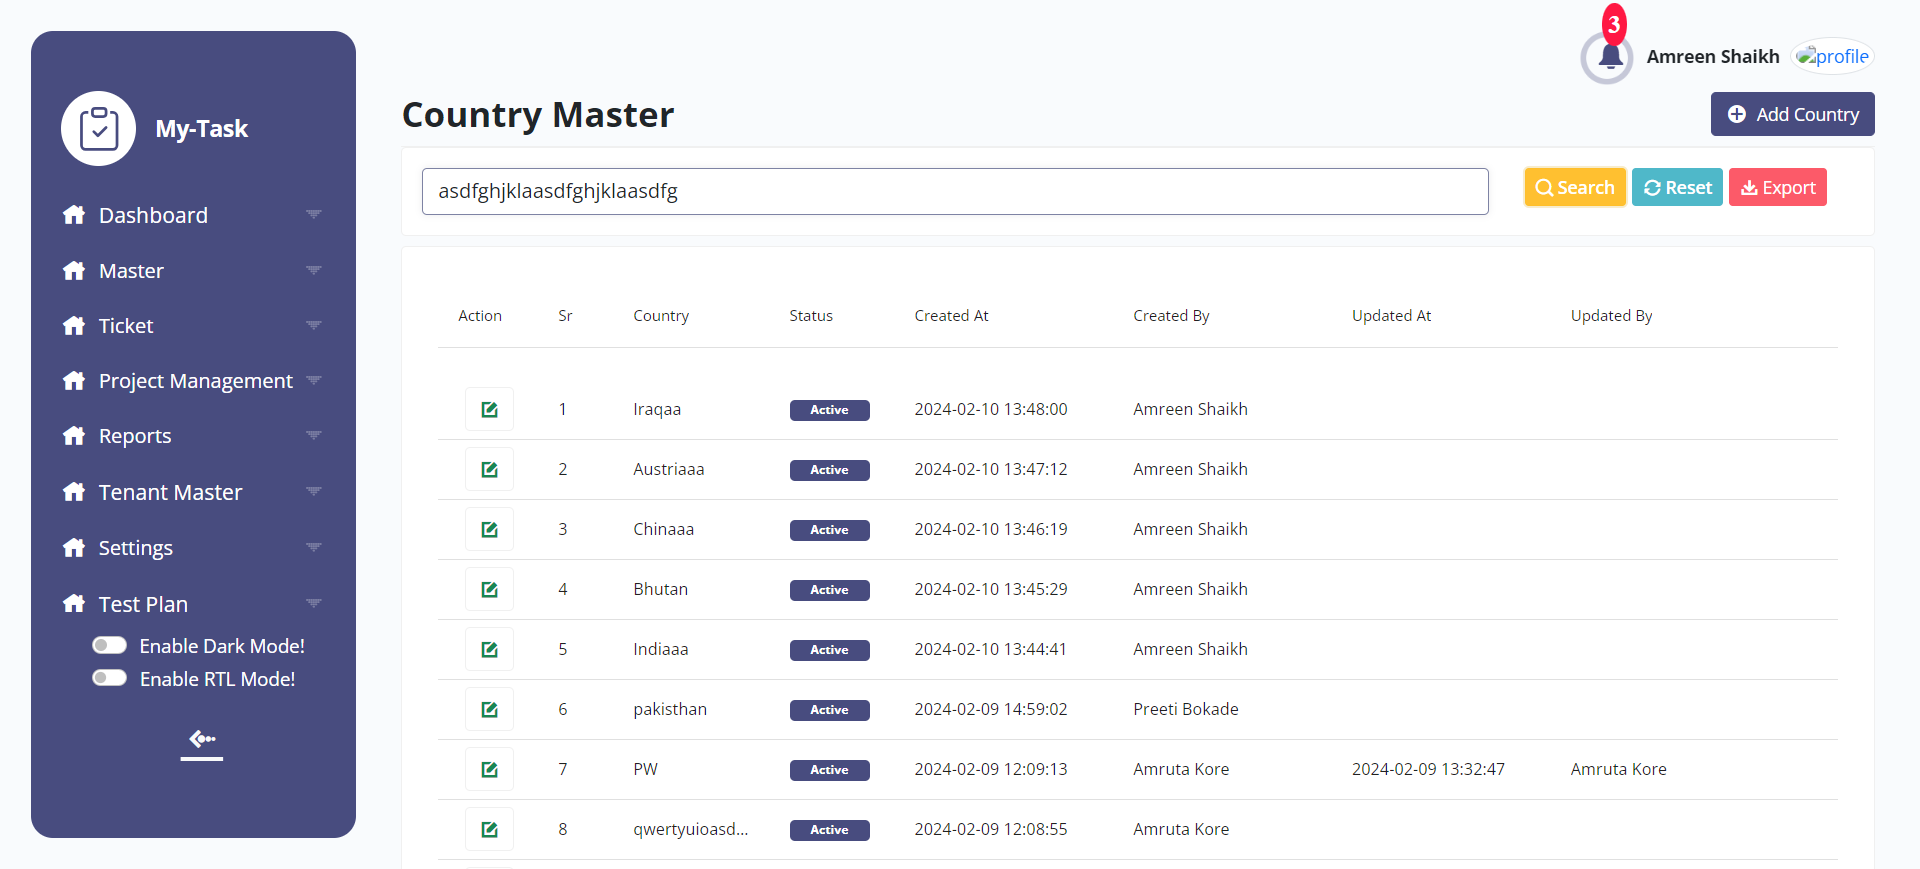 3
Amreen Shaikh profile
My-Task
Dashboard
Master
Ticket
Project Management
Reports
Tenant Master
Settings
Test Plan
Enable Dark Mode!
Enable RTL Mode!
Country Master
Add Country
asdfghjklaasdfghjklaasdfg
Search Reset Export
Action Sr Country Status Created At Created By Updated At Updated By
1 Iraqaa Active 2024-02-10 13:48:00 Amreen Shaikh
2 Austriaaa Active 2024-02-10 13:47:12 Amreen Shaikh
3 Chinaaa Active 2024-02-10 13:46:19 Amreen Shaikh
4 Bhutan Active 2024-02-10 13:45:29 Amreen Shaikh
5 Indiaaa Active 2024-02-10 13:44:41 Amreen Shaikh
6 pakisthan Active 2024-02-09 14:59:02 Preeti Bokade
7 PW Active 2024-02-09 12:09:13 Amruta Kore 2024-02-09 13:32:47 Amruta Kore
8 qwertyuioasd... Active 2024-02-09 12:08:55 Amruta Kore